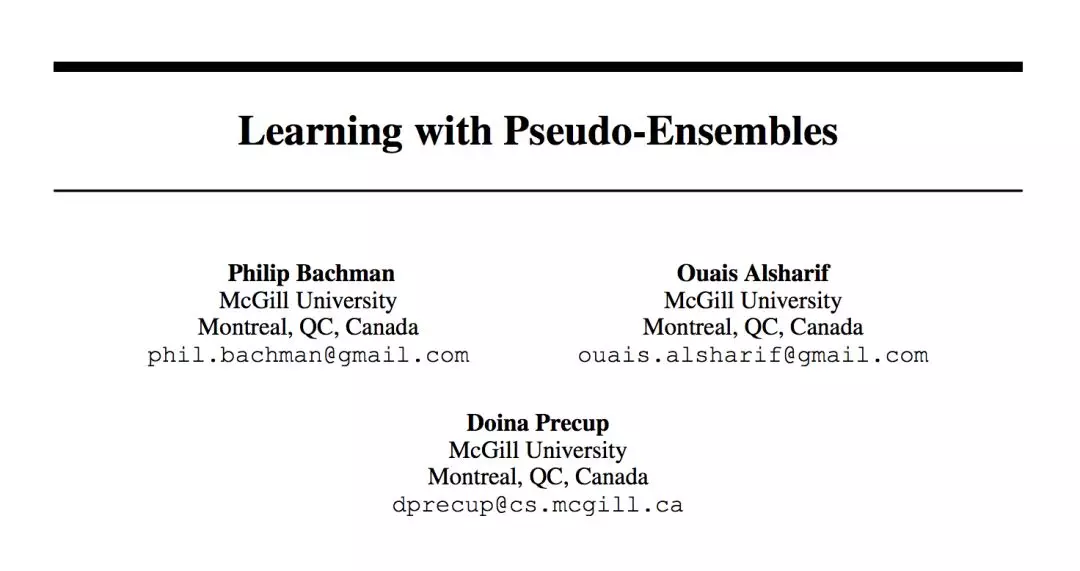 Learning with Pseudo-Ensembles
Philip Bachman
McGill University
Montreal, QC, Canada
phil.bachman@gmail.com
Ouais Alsharif
McGill University
Montreal, QC, Canada
ouais.alsharif@gmail.com
Doina Precup
McGill University
Montreal, QC, Canada
dprecup@cs.mcgill.ca